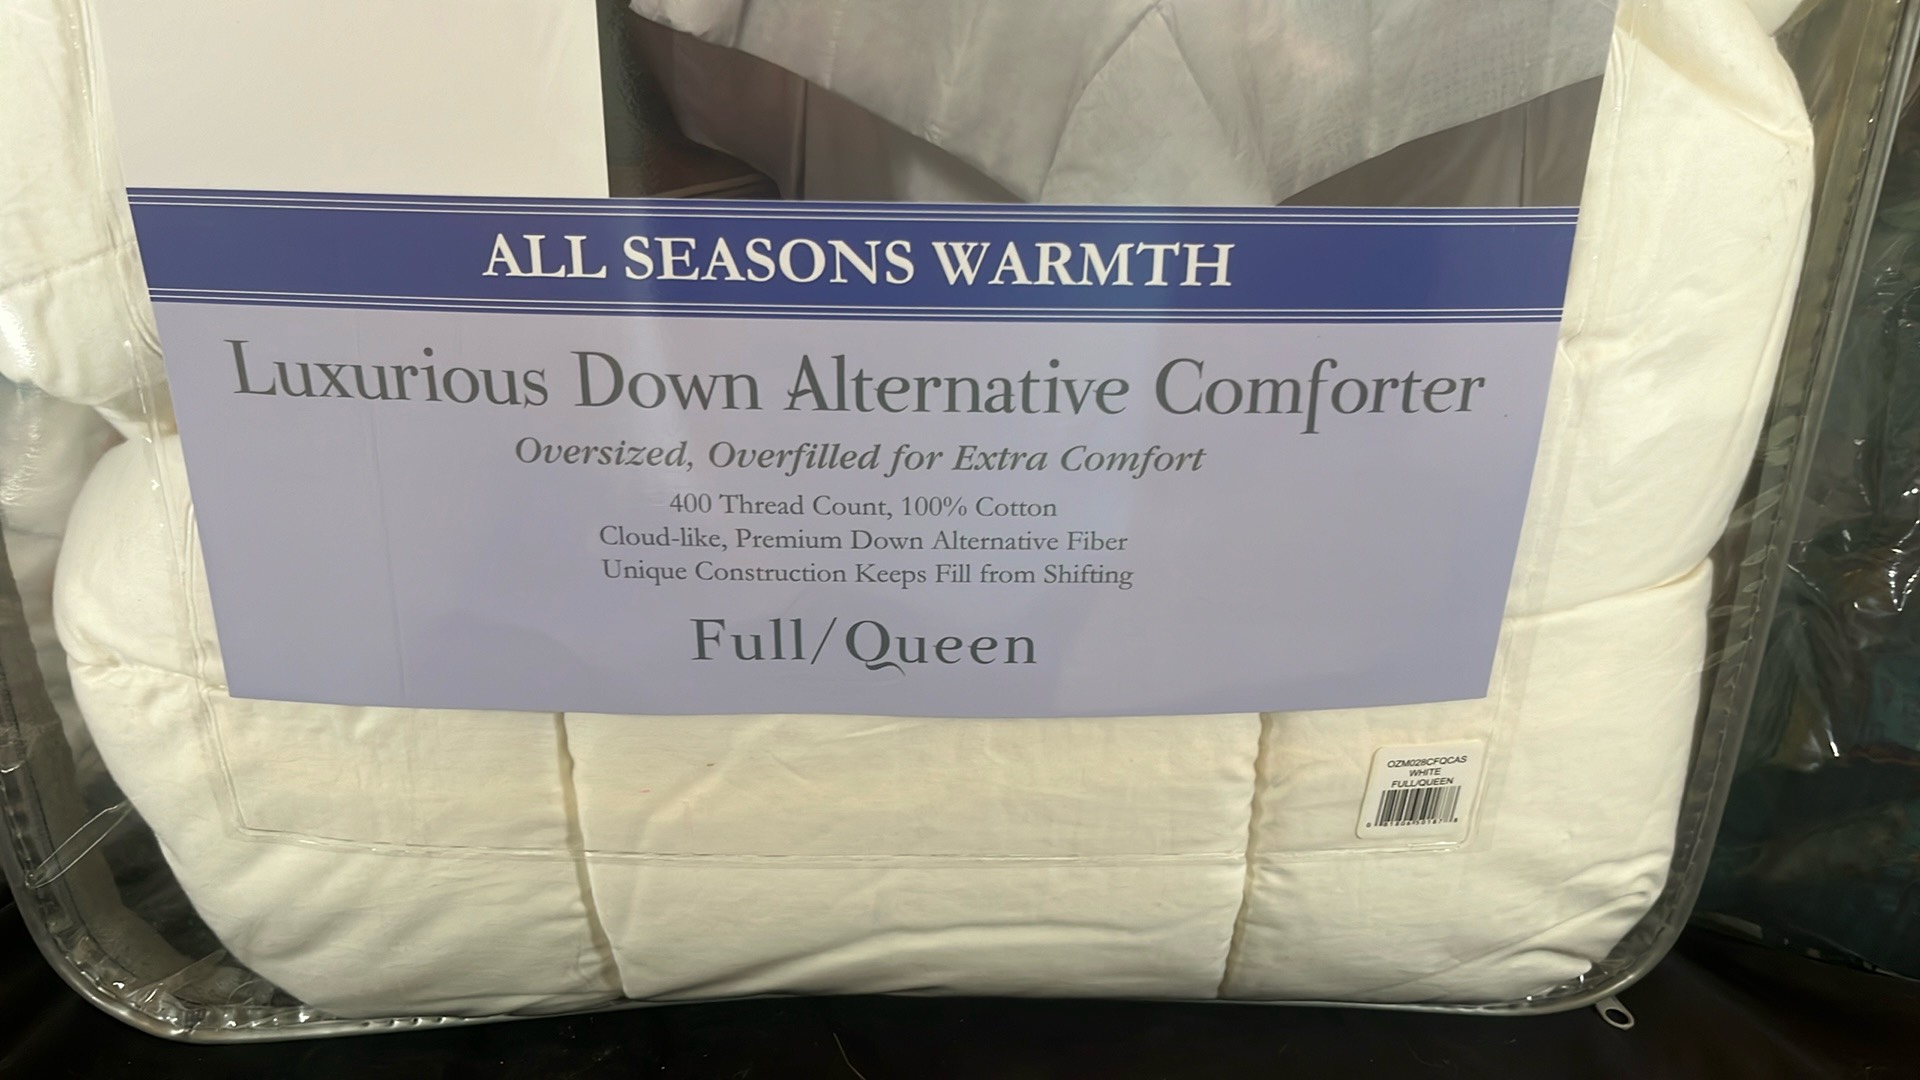 ALL SEASONS WARMTH
Luxurious Down Alternative Comforter
Oversized, Overfilled for Extra Comfort
400 Thread Count, 100% Cotton
Cloud-like, Premium Down Alternative Fiber
Unique Construction Keeps Fill from Shifting
Full/Queen
OZM028CFQCAS
WHITE
FULL/QUEEN